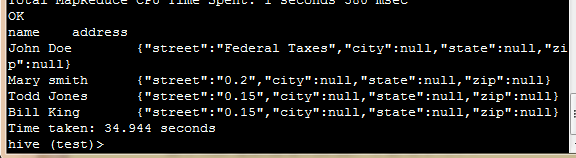 Total MapReduce CPU Time Spent: 1 seconds 580 msec
OK
name    address
John Doe        {"street":"Federal Taxes","city":null,"state":null,"zi
p":null}
Mary smith      {"street":"0.2","city":null,"state":null,"zip":null}
Todd Jones      {"street":"0.15","city":null,"state":null,"zip":null}
Bill King       {"street":"0.15","city":null,"state":null,"zip":null}
Time taken: 34.944 seconds
hive (test)>